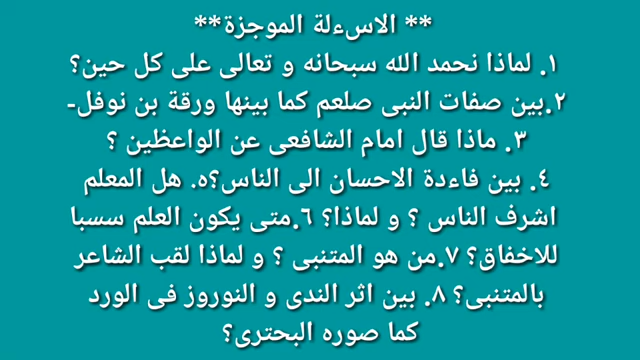 ** الاسءلة الموجزة**
١. لماذا نحمد الله سبحانه و تعالى على كل حين؟
٢.بين صفات النبى صلعم كما بينها ورقة بن نوفل-
٣. ماذا قال امام الشافعى عن الواعظين ؟
٤. بين فاءدة الاحسان الى الناس؟ه. هل المعلم
اشرف الناس ؟ و لماذا؟ ٦.متى يكون العلم سسبا
للاخفاق؟ ٧.من هو المتنبى ؟ و لماذا لقب الشاعر
بالمتنبى؟ ٨. بين اثر الندى و النوروز فى الورد
كما صوره البحترى؟